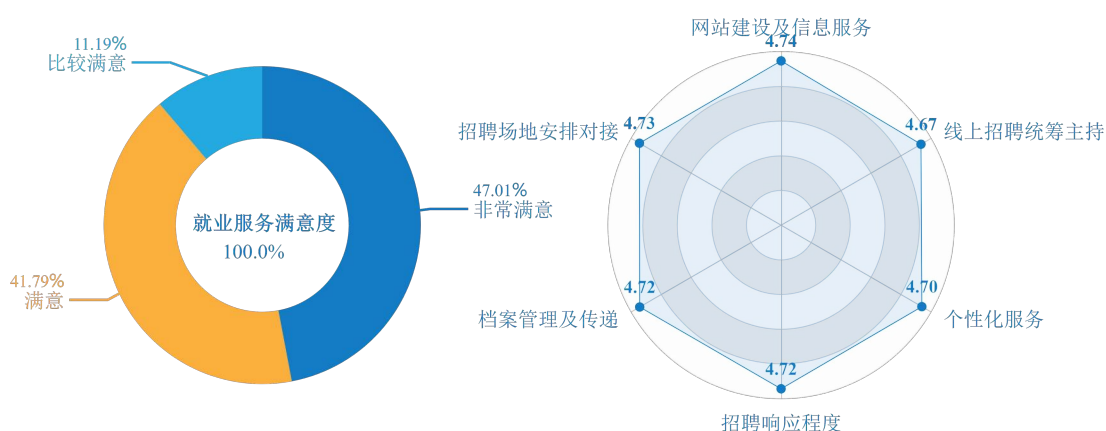 11.19%
比较满意
47.01%
非常满意
就业服务满意度
100.0%
41.79%
满意
网站建设及信息服务
4.74
招聘场地安排对接
4.73
4.67
线上招聘统筹主持
4.72
档案管理及传递
4.70
个性化服务
4.72
招聘响应程度